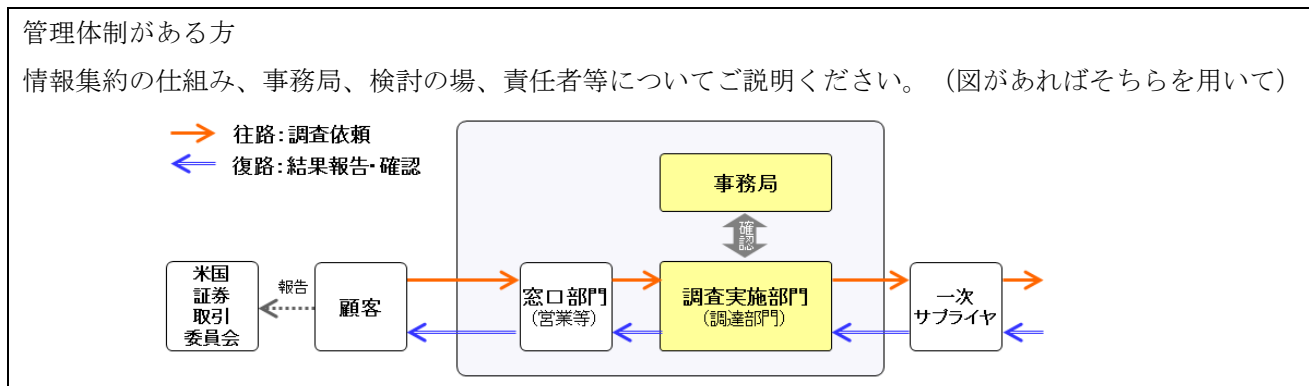 管理体制がある方
情報集約の仕組み、事務局、検討の場、責任者等についてご説明ください。（図があればそちらを用いて）
往路：調査依頼
復路：結果報告・確認
事務局
確認
米国
証券
取引
委員会
報告
顧客
窓口部門
（営業等）
調査実施部門
（調達部門）
一次
サプライヤ